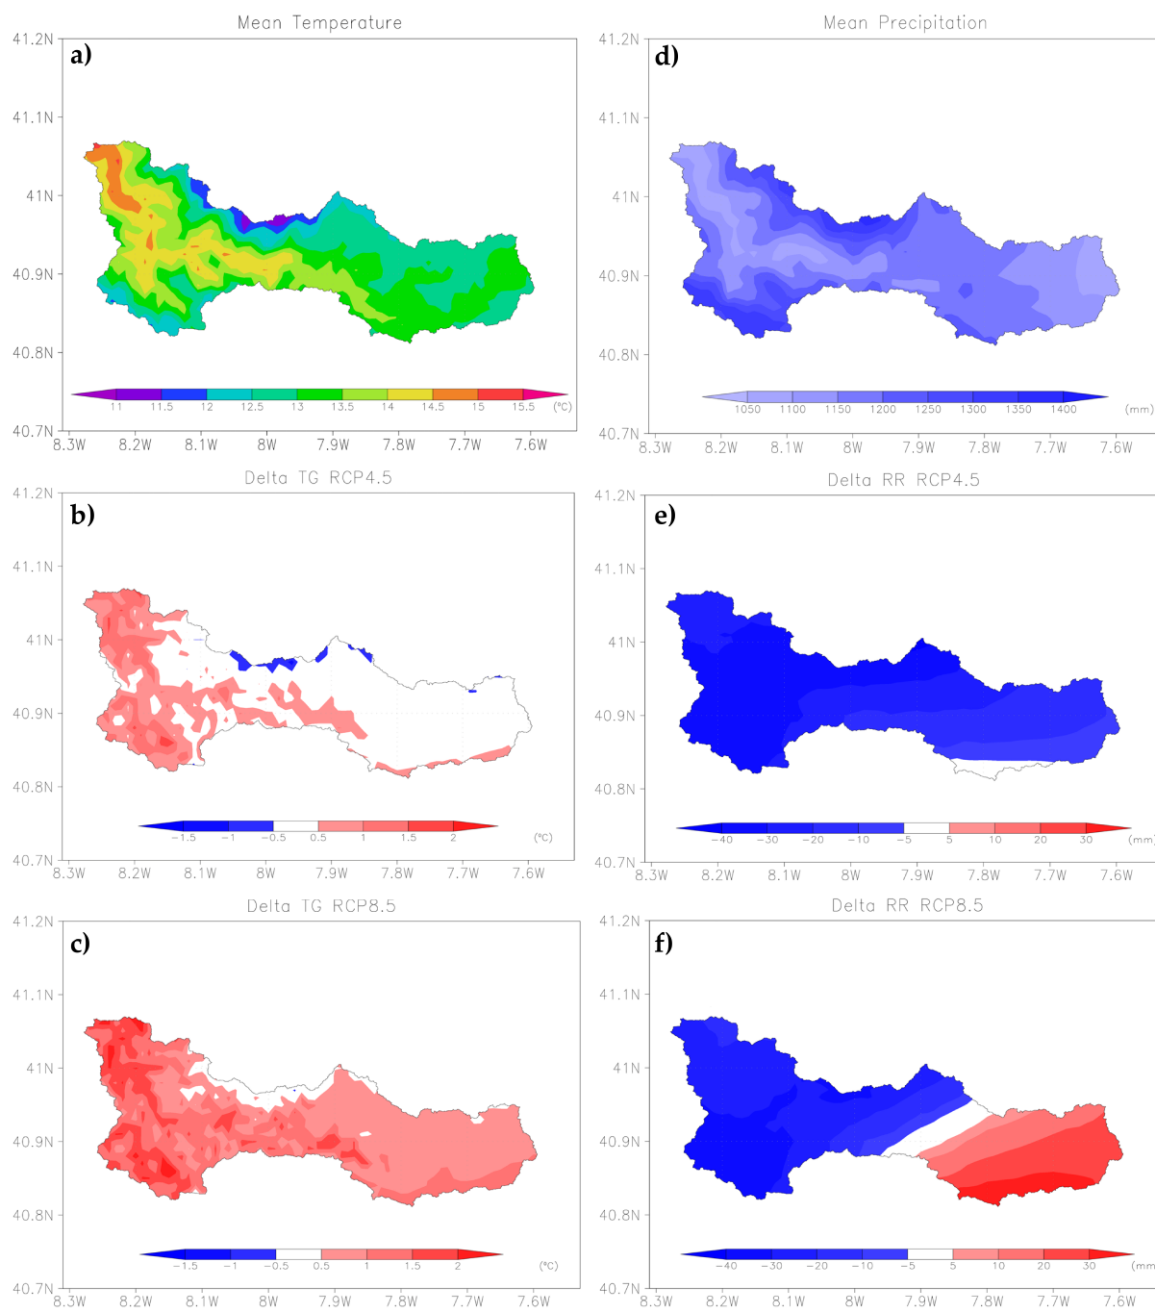 Mean Temperature
a)
41.2N
41.1N
41N
40.9N
40.8N
40.7N
11 11.5 12 12.5 13 13.5 14 14.5 15 15.5 (ºC)
8.3W 8.2W 8.1W 8W 7.9W 7.8W 7.7W 7.6W
Mean Precipitation
d)
41.2N
41.1N
41N
40.9N
40.8N
40.7N
1050 1100 1150 1200 1250 1300 1350 1400 (mm)
8.3W 8.2W 8.1W 8W 7.9W 7.8W 7.7W 7.6W
Delta TG RCP4.5
b)
41.2N
41.1N
41N
40.9N
40.8N
40.7N
-1.5 -1 -0.5 0.5 1 1.5 2 (ºC)
8.3W 8.2W 8.1W 8W 7.9W 7.8W 7.7W 7.6W
Delta RR RCP4.5
e)
41.2N
41.1N
41N
40.9N
40.8N
40.7N
-40 -30 -20 -10 -5 5 10 20 30 (mm)
8.3W 8.2W 8.1W 8W 7.9W 7.8W 7.7W 7.6W
Delta TG RCP8.5
c)
41.2N
41.1N
41N
40.9N
40.8N
40.7N
-1.5 -1 -0.5 0.5 1 1.5 2 (ºC)
8.3W 8.2W 8.1W 8W 7.9W 7.8W 7.7W 7.6W
Delta RR RCP8.5
f)
41.2N
41.1N
41N
40.9N
40.8N
40.7N
-40 -30 -20 -10 -5 5 10 20 30 (mm)
8.3W 8.2W 8.1W 8W 7.9W 7.8W 7.7W 7.6W